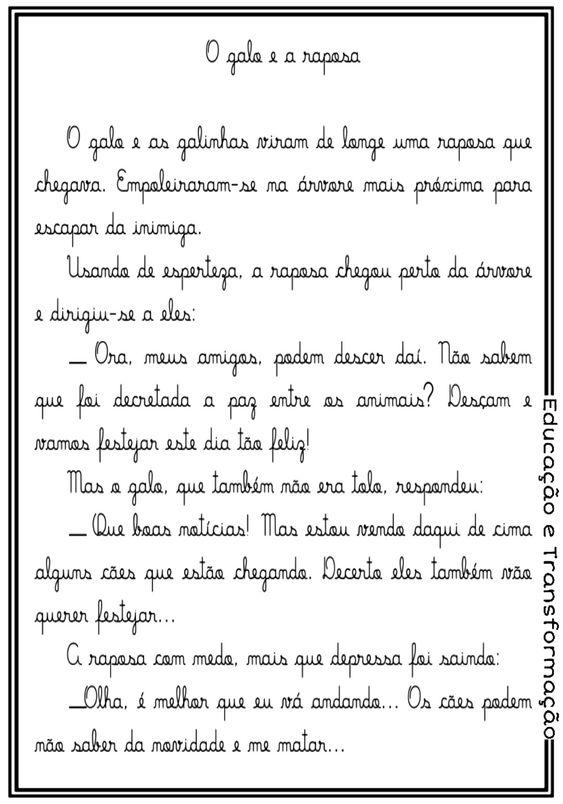 O galo e a raposa
O galo e as galinhas viram de longe uma raposa que
chegava. Empoleiraram-se na árvore mais próxima para
escapar da inimiga.
Usando de esperteza, a raposa chegou perto da árvore
e dirigiu-se a eles:
_ Ora, meus amigos, podem descer daí. Não sabem
que foi decretada a paz entre os animais? Desçam e
vamos festejar este dia tão feliz!
Mas o galo, que também não era tolo, respondeu:
_ Que boas notícias! Mas estou vendo daqui de cima
alguns cães que estão chegando. Decerto eles também vão
querer festejar...
A raposa com medo, mais que depressa foi saindo:
_Olha, é melhor que eu vá andando... Os cães podem
não saber da novidade e me matar...
Educação e Transformação